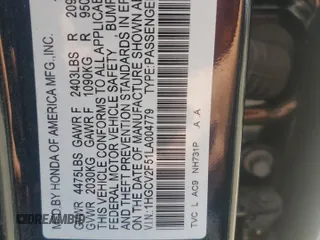 MFD. BY HONDA OF AMERICA MFG., INC.
GVWR 4475LBS GAWR F 2403LBS R
GVWR 2030KG GAWR F 1090KG R
THIS VEHICLE CONFORMS TO ALL APPLICABLE
FEDERAL MOTOR VEHICLE SAFETY, BUMPER
AND THEFT PREVENTION STANDARDS IN EFFECT
ON THE DATE OF MANUFACTURE SHOWN ABOVE
VIN: 1HGCV2F51LA004779 TYPE:PASSENGER
TVC L AC9 NH731P A A
DEALERSHIP